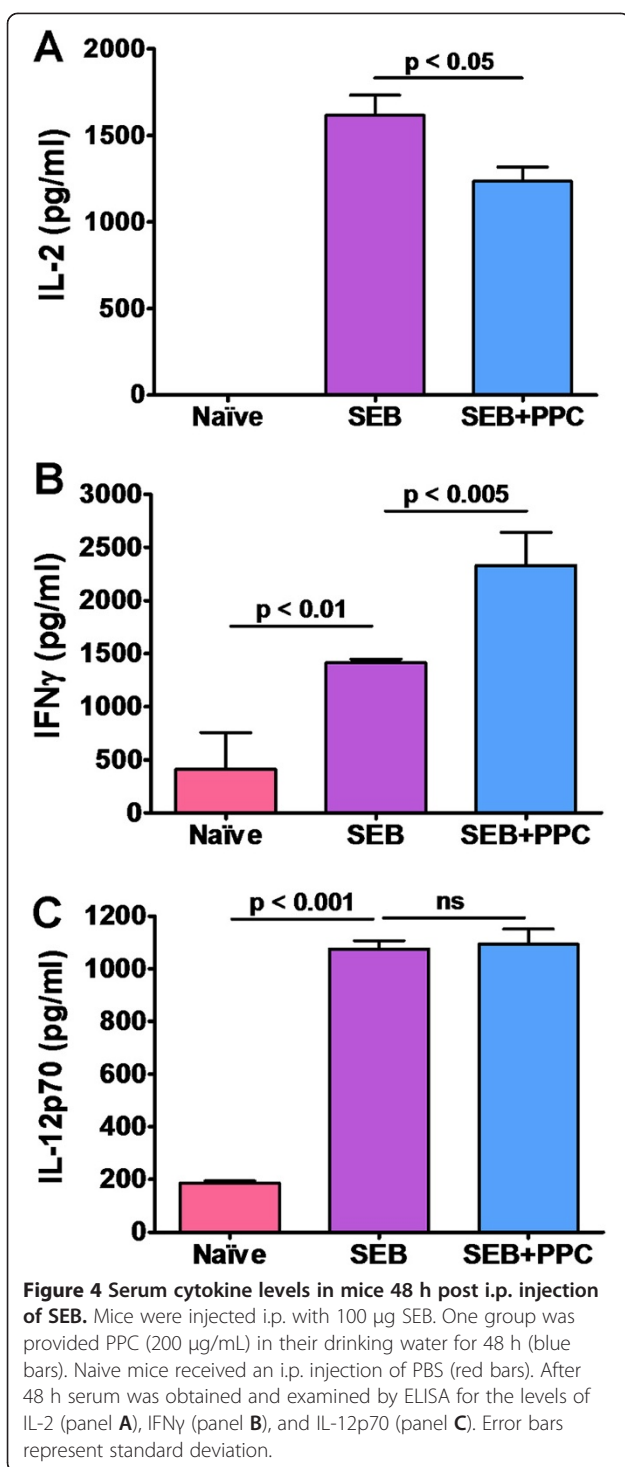 A
2000
1500
1000
500
0
IL-2 (pg/ml)
p < 0.05
Naïve SEB SEB+PPC
B
3000
2500
2000
1500
1000
500
0
IFNγ (pg/ml)
p < 0.01
p < 0.005
Naïve SEB SEB+PPC
C
1200
1000
800
600
400
200
0
IL-12p70 (pg/ml)
p < 0.001 ns
Naïve SEB SEB+PPC
Figure 4 Serum cytokine levels in mice 48 h post i.p. injection
of SEB. Mice were injected i.p. with 100 μg SEB. One group was
provided PPC (200 μg/mL) in their drinking water for 48 h (blue
bars). Naive mice received an i.p. injection of PBS (red bars). After
48 h serum was obtained and examined by ELISA for the levels of
IL-2 (panel A), IFNγ (panel B), and IL-12p70 (panel C). Error bars
represent standard deviation.